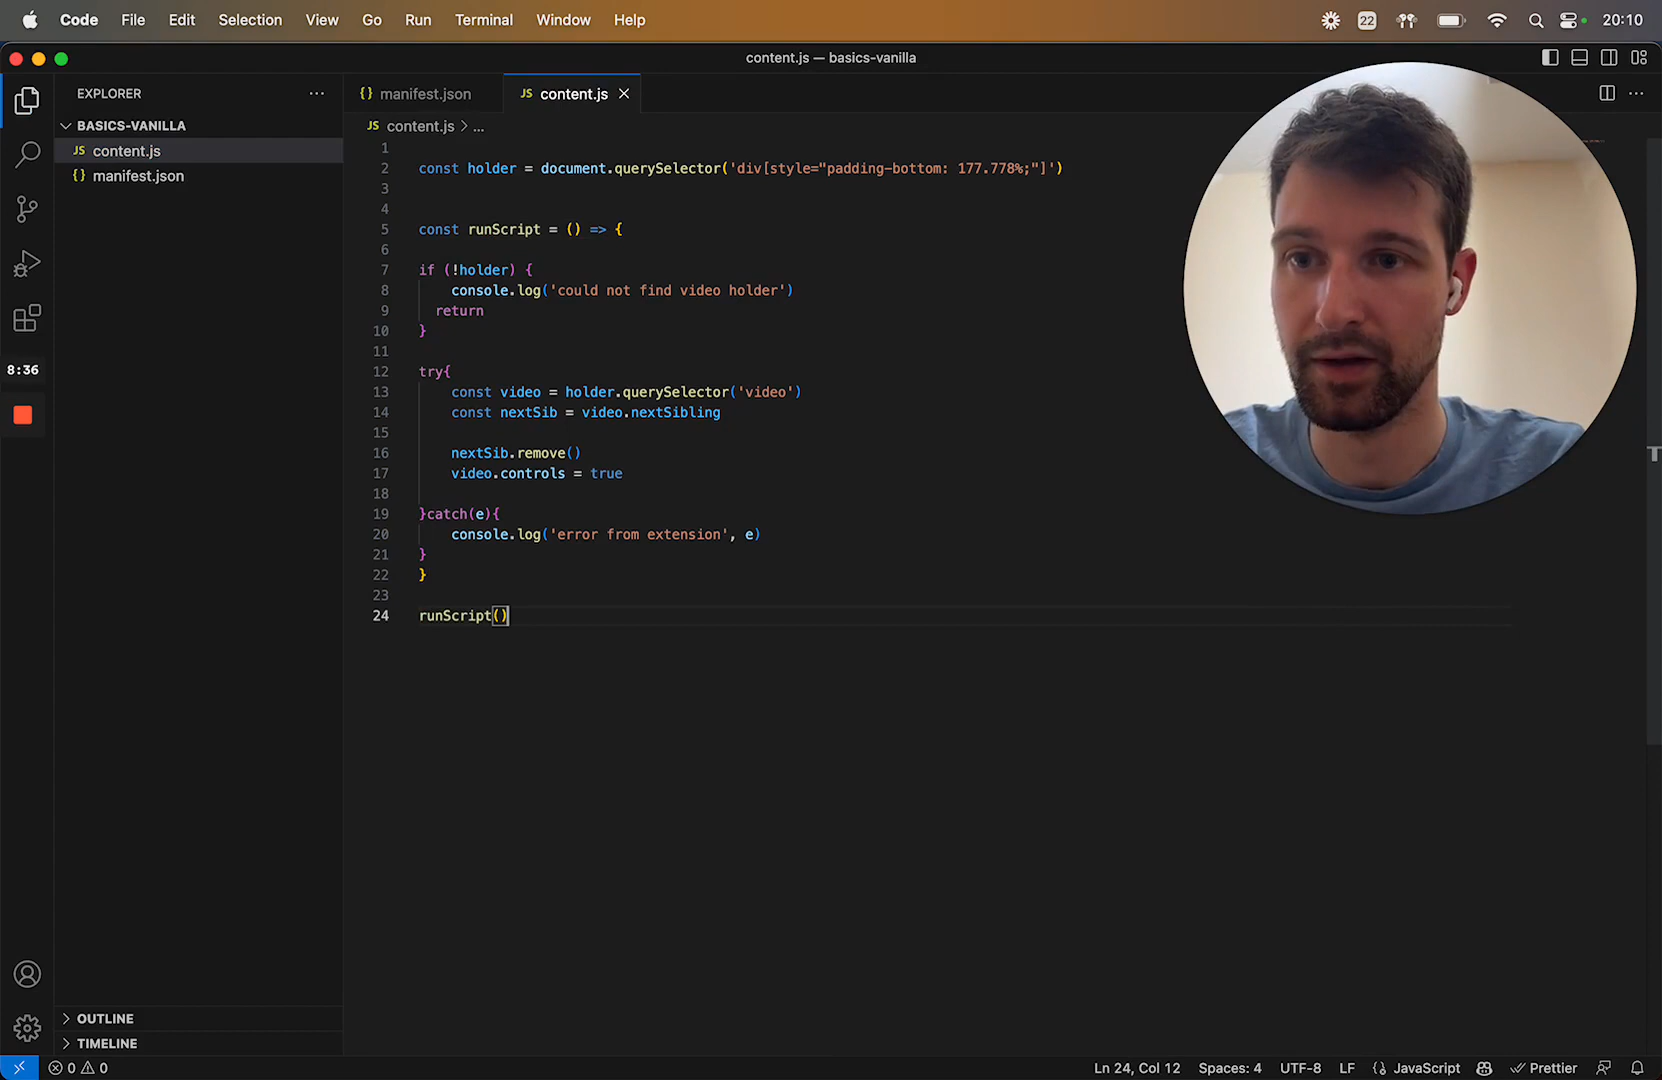 Code File Edit Selection View Go Run Terminal Window Help 22 20:10
content.js — basics-vanilla
EXPLORER ...
{} manifest.json JS content.js
BASICS-VANILLA
JS content.js > ...
JS content.js
{} manifest.json
1
2 const holder = document.querySelector('div[style="padding-bottom: 177.778%;"]')
3
4
5 const runScript = () => {
6
7 if (!holder) {
8 console.log('could not find video holder')
9 return
10 }
11
12 try{
13 const video = holder.querySelector('video')
14 const nextSib = video.nextSibling
15
16 nextSib.remove()
17 video.controls = true
18
19 }catch(e){
20 console.log('error from extension', e)
21 }
22 }
23
24 runScript()
8:36
OUTLINE
TIMELINE
0 0 Ln 24, Col 12 Spaces: 4 UTF-8 LF {} JavaScript Prettier